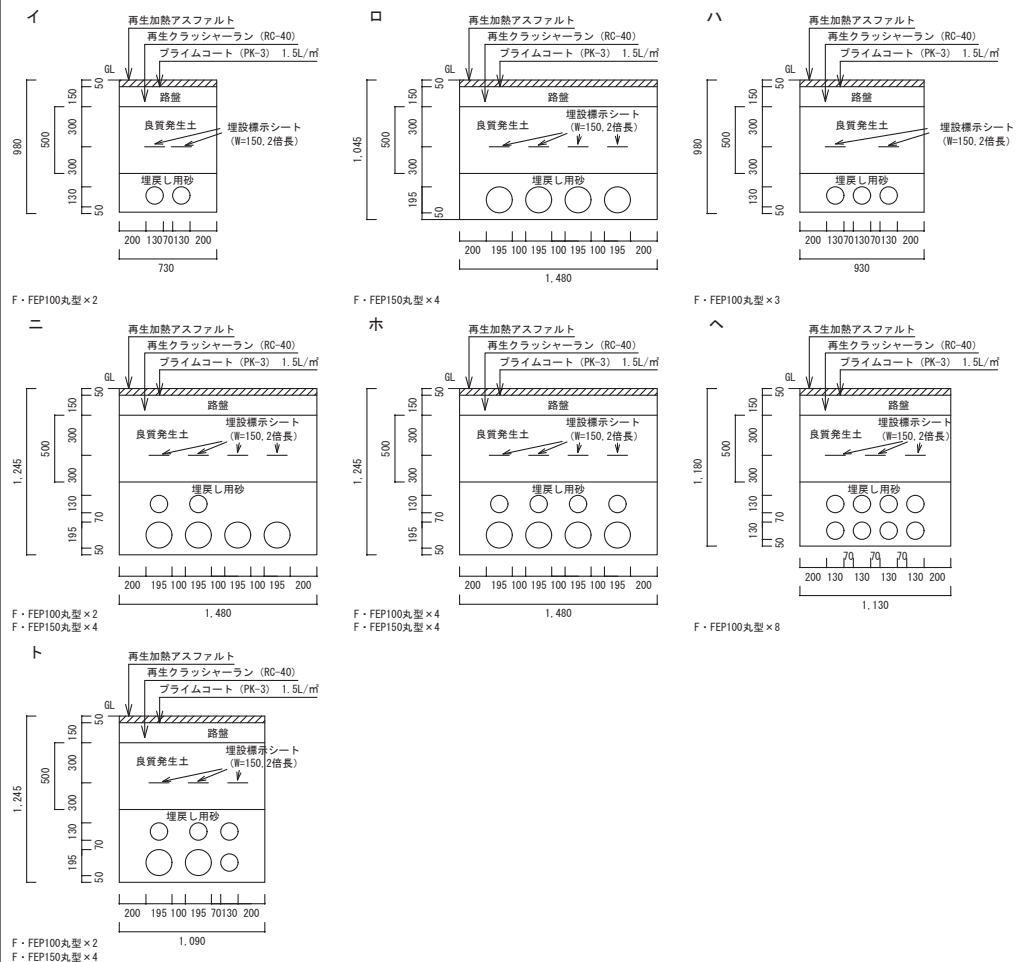 イ
再生加熱アスファルト
再生クラッシャーラン (RC-40)
プライムコート (PK-3) 1.5L/㎡
GL
50
150
300
300
130
50
500
980
路盤
良質発生土
埋設標示シート
(W=150,2倍長)
埋戻し用砂
200 130 70 130 200
730
F・FEP100丸型×2
ロ
再生加熱アスファルト
再生クラッシャーラン (RC-40)
プライムコート (PK-3) 1.5L/㎡
GL
50
150
300
300
195
50
500
1,045
路盤
良質発生土
埋設標示シート
(W=150,2倍長)
埋戻し用砂
200 195 100 195 100 195 100 195 200
1,480
F・FEP150丸型×4
ハ
再生加熱アスファルト
再生クラッシャーラン (RC-40)
プライムコート (PK-3) 1.5L/㎡
GL
50
150
300
300
130
50
500
980
路盤
良質発生土
埋設標示シート
(W=150,2倍長)
埋戻し用砂
200 130 70 130 70 130 200
930
F・FEP100丸型×3
ニ
再生加熱アスファルト
再生クラッシャーラン (RC-40)
プライムコート (PK-3) 1.5L/㎡
GL
50
150
300
300
130
70
195
50
500
1,245
路盤
良質発生土
埋設標示シート
(W=150,2倍長)
埋戻し用砂
200 195 100 195 100 195 100 195 200
1,480
F・FEP100丸型×2
F・FEP150丸型×4
ホ
再生加熱アスファルト
再生クラッシャーラン (RC-40)
プライムコート (PK-3) 1.5L/㎡
GL
50
150
300
300
130
70
195
50
500
1,245
路盤
良質発生土
埋設標示シート
(W=150,2倍長)
埋戻し用砂
200 195 100 195 100 195 100 195 200
1,480
F・FEP100丸型×4
F・FEP150丸型×4
ヘ
再生加熱アスファルト
再生クラッシャーラン (RC-40)
プライムコート (PK-3) 1.5L/㎡
GL
50
150
300
300
130
70
130
50
500
1,180
路盤
良質発生土
埋設標示シート
(W=150,2倍長)
埋戻し用砂
70 70 70
200 130 130 130 130 200
1,130
F・FEP100丸型×8
ト
再生加熱アスファルト
再生クラッシャーラン (RC-40)
プライムコート (PK-3) 1.5L/㎡
GL
50
150
300
300
130
70
195
50
500
1,245
路盤
良質発生土
埋設標示シート
(W=150,2倍長)
埋戻し用砂
200 195 100 195 70 130 200
1,090
F・FEP100丸型×2
F・FEP150丸型×4